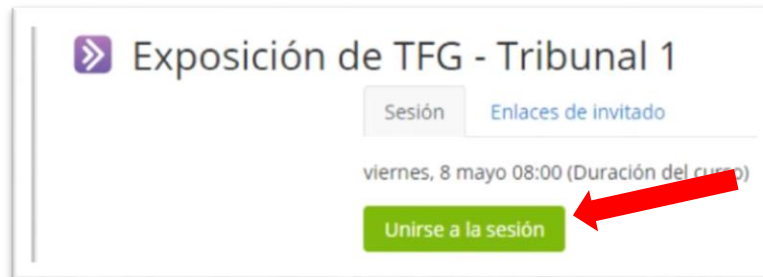 Exposición de TFG - Tribunal 1
Sesión Enlaces de invitado
viernes, 8 mayo 08:00 (Duración del curso)
Unirse a la sesión